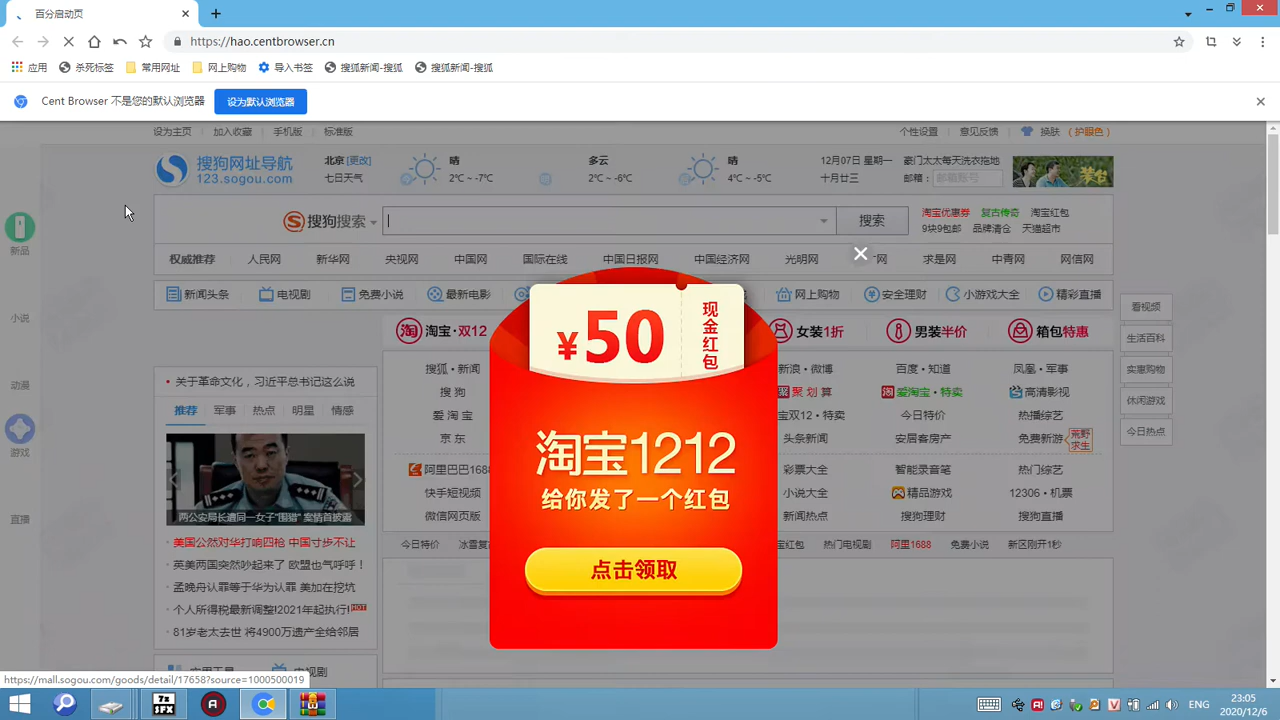 百分启动页
https://hao.centbrowser.cn
应用 杀死标签 常用网址 网上购物 导入书签 搜狐新闻-搜狐 搜狐新闻-搜狐
Cent Browser 不是您的默认浏览器 设为默认浏览器
设为主页 加入收藏 手机版 标准版 个性设置 意见反馈 换肤 (护眼色)
搜狗网址导航
123.sogou.com
北京 [更改]
七日天气
晴
2°C ~ -7°C
多云
2°C ~ -6°C
晴
4°C ~ -5°C
12月07日 星期一
十月廿三
豪门太太每天洗衣拖地
邮箱: 邮箱账号
装台
搜狗搜索 搜索
淘宝优惠券 复古传奇 淘宝红包
9块9包邮 品牌清仓 天猫超市
权威推荐 人民网 新华网 央视网 中国网 国际在线 中国日报网 中国经济网 光明网 广网 求是网 中青网 网信网
新闻头条 电视剧 免费小说 最新电影 网上购物 安全理财 小游戏大全 精彩直播
新品
小说
动漫
游戏
直播
看视频
生活百科
实惠购物
休闲游戏
今日热点
淘 淘宝·双12 女装1折 男装半价 箱包特惠
关于革命文化，习近平总书记这么说
推荐 军事 热点 明星 情感
两公安局长遭同一女子"围猎" 案情首披露
美国公然对华打响四枪 中国寸步不让
英美两国突然吵起来了 欧盟也气呼呼！
孟晚舟认罪等于华为认罪 美加在挖坑
个人所得税最新调整!2021年起执行! HOT
81岁老太去世 将4900万遗产全给邻居
搜狐·新闻 新浪·微博 百度·知道 凤凰·军事
搜 狗 聚 划 算 爱淘宝·特卖 高清影视
爱 淘 宝 宝双12·特卖 今日特价 热播综艺
京 东 头条新闻 安居客房产 免费新游
荒野
求生
阿里巴巴1688 彩票大全 智能录音笔 热门综艺
快手短视频 小说大全 精品游戏 12306·机票
微信网页版 新闻热点 搜狐理财 搜狐直播
今日特价 宝红包 热门电视剧 阿里1688 免费小说 新区刚开1秒
¥50
现金红包
淘宝1212
给你发了一个红包
点击领取
电视剧
https://mall.sogou.com/goods/detail/17658?source=1000500019
7z
SFX
ENG
23:05
2020/12/6